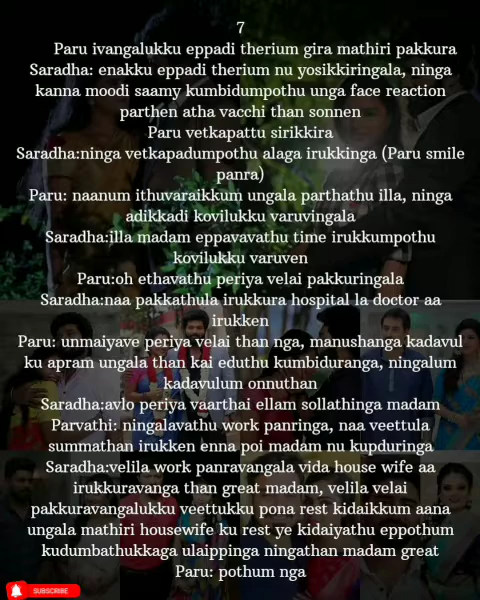 7
Paru ivangalukku eppadi therium gira mathiri pakkura
Saradha: enakku eppadi therium nu yosikkiringala, ninga
kanna moodi saamy kumbidumpothu unga face reaction
parthen atha vacchi than sonnen
Paru vetkapattu sirikkira
Saradha:ninga vetkapadumpothu alaga irukkinga (Paru smile
panra)
Paru: naanum ithuvaraikkum ungala parthathu illa, ninga
adikkadi kovilukku varuvingala
Saradha:illa madam eppavavathu time irukkumpothu
kovilukku varuven
Paru:oh ethavathu periya velai pakkuringala
Saradha:naa pakkathula irukkura hospital la doctor aa
irukken
Paru: unmaiyave periya velai than nga, manushanga kadavul
ku apram ungala than kai eduthu kumbiduranga, ningalum
kadavulum onnuthan
Saradha:avlo periya vaarthai ellam sollathinga madam
Parvathi: ningalavathu work panringa, naa veettula
summathan irukken enna poi madam nu kupduringa
Saradha:velila work panravangala vida house wife aa
irukkuravanga than great madam, velila velai
pakkuravangalukku veettukku pona rest kidaikkum aana
ungala mathiri housewife ku rest ye kidaiyathu eppothum
kudumbathukkaga ulaippinga ningathan madam great
Paru: pothum nga
SUBSCRIBE